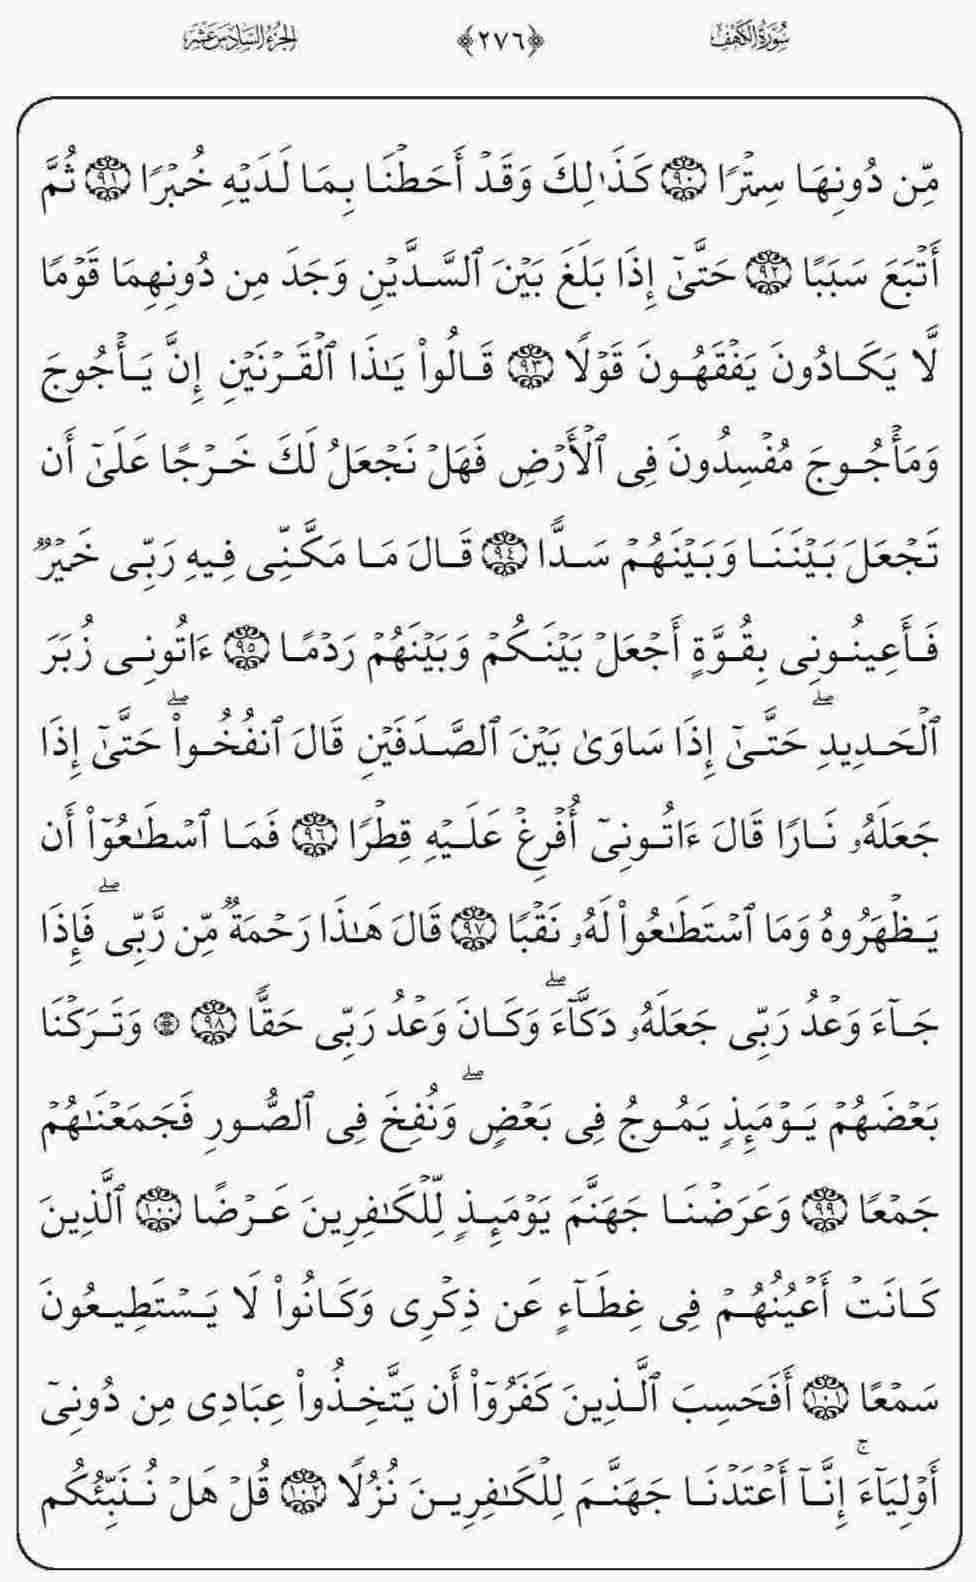 سُورَةُ الكَهْفِ ﴿٢٧٦﴾ الجُزْءُ السَّادِسَ عَشَرَ
مِّن دُونِهَا سِتْرًا ٩٠ كَذَٰلِكَ وَقَدْ أَحَطْنَا بِمَا لَدَيْهِ خُبْرًا ٩١ ثُمَّ
أَتْبَعَ سَبَبًا ٩٢ حَتَّىٰٓ إِذَا بَلَغَ بَيْنَ ٱلسَّدَّيْنِ وَجَدَ مِن دُونِهِمَا قَوْمًا
لَّا يَكَادُونَ يَفْقَهُونَ قَوْلًا ٩٣ قَالُوا۟ يَٰذَا ٱلْقَرْنَيْنِ إِنَّ يَأْجُوجَ
وَمَأْجُوجَ مُفْسِدُونَ فِى ٱلْأَرْضِ فَهَلْ نَجْعَلُ لَكَ خَرْجًا عَلَىٰٓ أَن
تَجْعَلَ بَيْنَنَا وَبَيْنَهُمْ سَدًّا ٩٤ قَالَ مَا مَكَّنِّى فِيهِ رَبِّى خَيْرٌ
فَأَعِينُونِى بِقُوَّةٍ أَجْعَلْ بَيْنَكُمْ وَبَيْنَهُمْ رَدْمًا ٩٥ ءَاتُونِى زُبَرَ
ٱلْحَدِيدِ ۖ حَتَّىٰٓ إِذَا سَاوَىٰ بَيْنَ ٱلصَّدَفَيْنِ قَالَ ٱنفُخُوا۟ ۖ حَتَّىٰٓ إِذَا
جَعَلَهُۥ نَارًا قَالَ ءَاتُونِىٓ أُفْرِغْ عَلَيْهِ قِطْرًا ٩٦ فَمَا ٱسْطَٰعُوٓا۟ أَن
يَظْهَرُوهُ وَمَا ٱسْتَطَٰعُوا۟ لَهُۥ نَقْبًا ٩٧ قَالَ هَٰذَا رَحْمَةٌ مِّن رَّبِّى ۖ فَإِذَا
جَآءَ وَعْدُ رَبِّى جَعَلَهُۥ دَكَّآءَ ۖ وَكَانَ وَعْدُ رَبِّى حَقًّا ٩٨ ۞ وَتَرَكْنَا
بَعْضَهُمْ يَوْمَئِذٍ يَمُوجُ فِى بَعْضٍ ۖ وَنُفِخَ فِى ٱلصُّورِ فَجَمَعْنَٰهُمْ
جَمْعًا ٩٩ وَعَرَضْنَا جَهَنَّمَ يَوْمَئِذٍ لِّلْكَٰفِرِينَ عَرْضًا ١٠٠ ٱلَّذِينَ
كَانَتْ أَعْيُنُهُمْ فِى غِطَآءٍ عَن ذِكْرِى وَكَانُوا۟ لَا يَسْتَطِيعُونَ
سَمْعًا ١٠١ أَفَحَسِبَ ٱلَّذِينَ كَفَرُوٓا۟ أَن يَتَّخِذُوا۟ عِبَادِى مِن دُونِىٓ
أَوْلِيَآءَ ۚ إِنَّآ أَعْتَدْنَا جَهَنَّمَ لِلْكَٰفِرِينَ نُزُلًا ١٠٢ قُلْ هَلْ نُنَبِّئُكُم